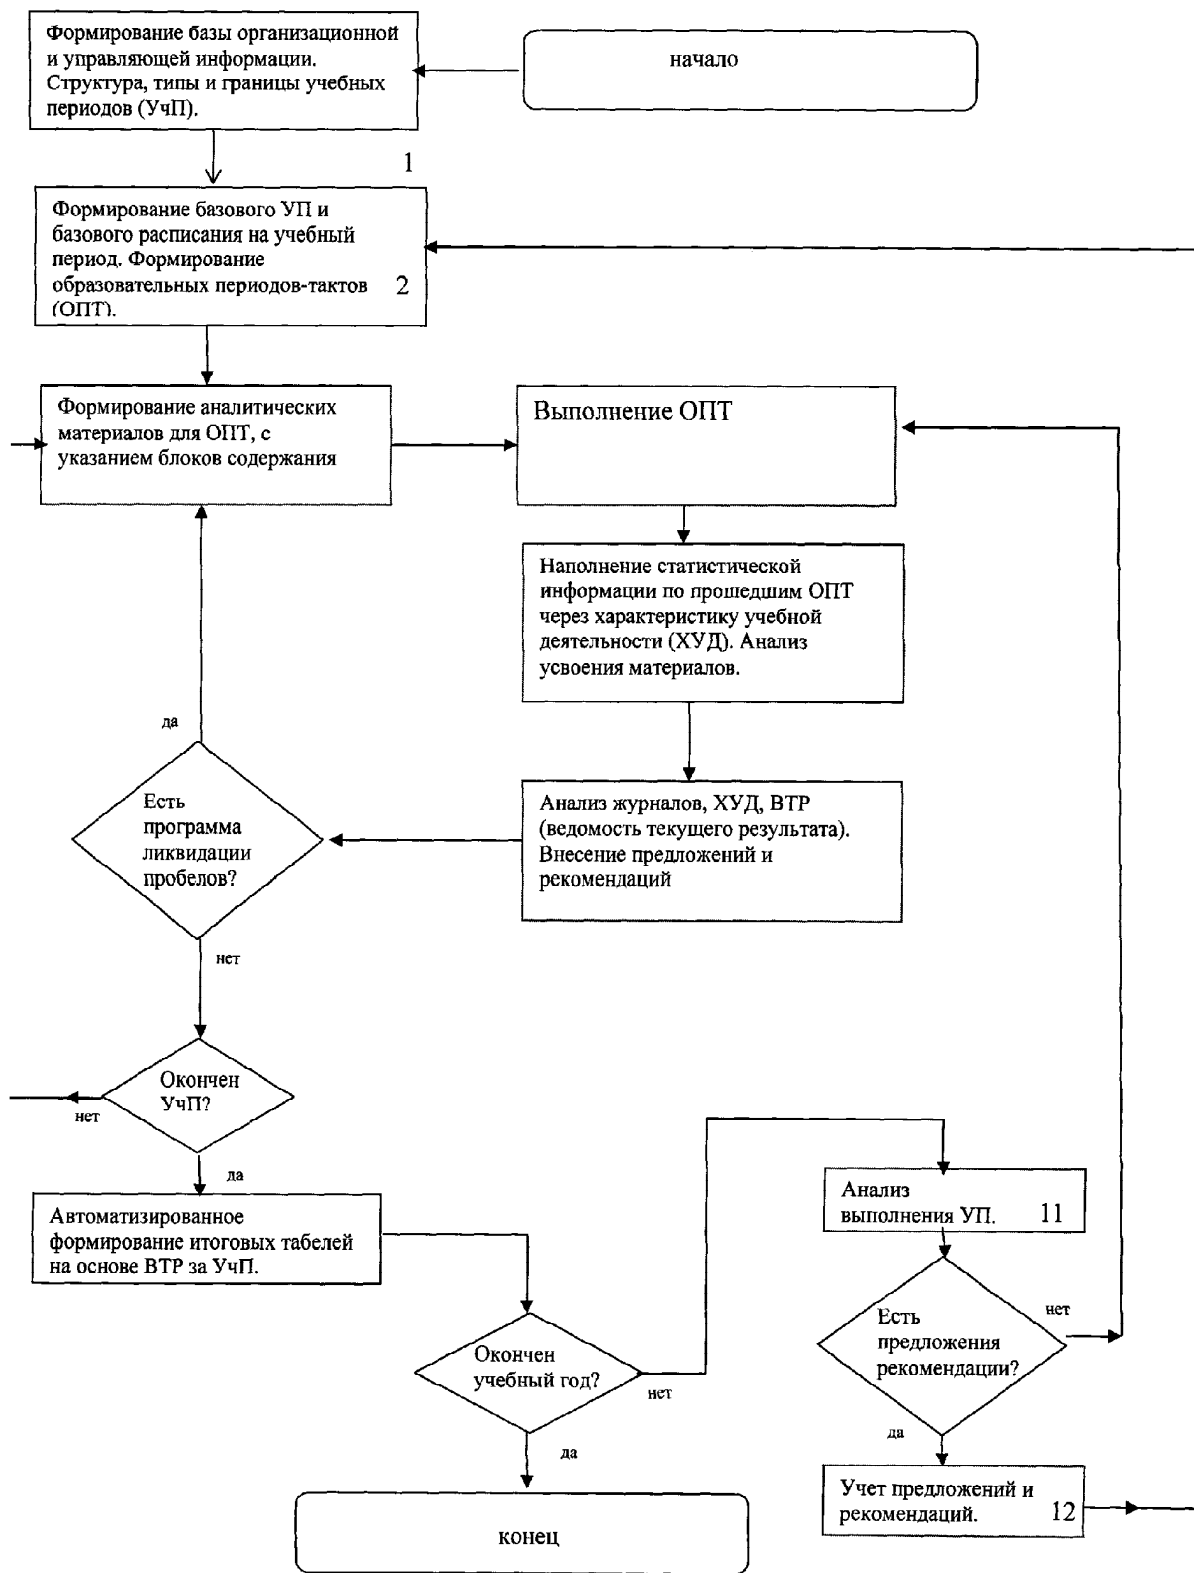 Формирование базы организационной
и управляющей информации.
Структура, типы и границы учебных
периодов (УчП).
начало
1
Формирование базового УП и
базового расписания на учебный
период. Формирование
образовательных периодов-тактов
(ОПТ).
2
Формирование аналитических
материалов для ОПТ, с
указанием блоков содержания
Выполнение ОПТ
Наполнение статистической
информации по прошедшим ОПТ
через характеристику учебной
деятельности (ХУД). Анализ
усвоения материалов.
да
Есть
программа
ликвидации
пробелов?
Анализ журналов, ХУД, ВТР
(ведомость текущего результата).
Внесение предложений и
рекомендаций
нет
Окончен
УчП?
нет
да
Автоматизированное
формирование итоговых табелей
на основе ВТР за УчП.
Анализ
выполнения УП.
11
Окончен
учебный год?
нет
да
Есть
предложения
рекомендации?
нет
да
Учет предложений и
рекомендаций.
12
конец